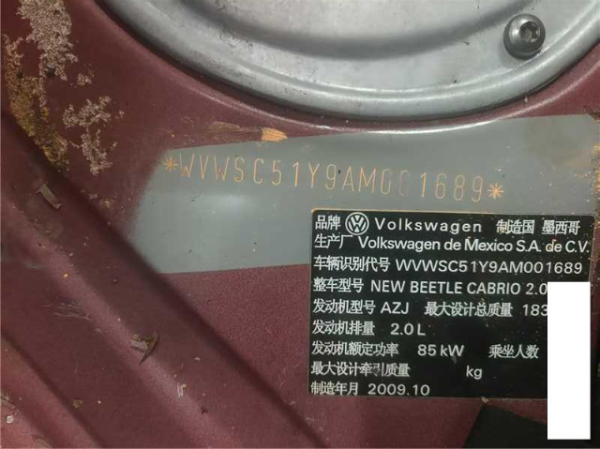 *WVWSC51Y9AM001689*
品牌 Volkswagen 制造国 墨西哥
生产厂 Volkswagen de Mexico S.A. de C.V.
车辆识别代号 WVWSC51Y9AM001689
整车型号 NEW BEETLE CABRIO 2.0
发动机型号 AZJ 最大设计总质量 183
发动机排量 2.0 L
发动机额定功率 85 kW 乘坐人数
最大设计牵引质量 kg
制造年月 2009.10